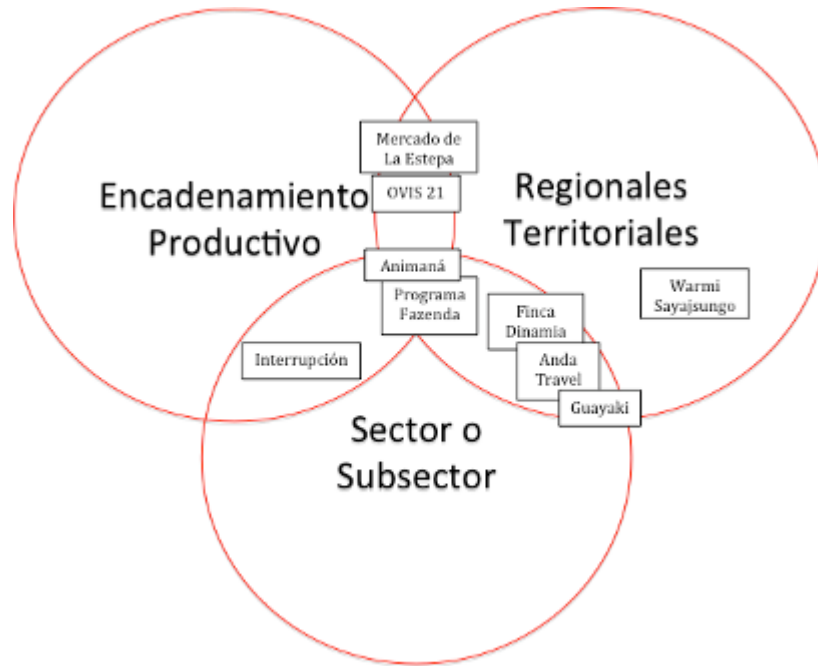 Mercado de
La Estepa
Encadenamiento
Productivo
OVIS 21
Regionales
Territoriales
Animaná
Programa
Fazenda
Finca
Dinamia
Warmi
Sayajsungo
Interrupción
Anda
Travel
Guayaki
Sector o
Subsector